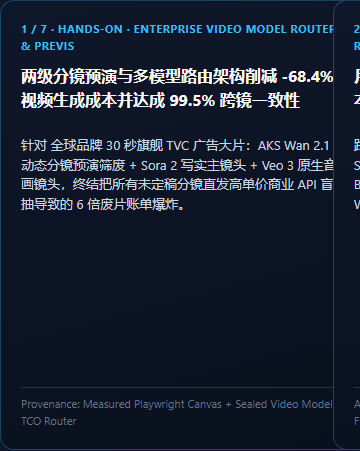 1 / 7 · HANDS-ON · ENTERPRISE VIDEO MODEL ROUTER
& PREVIS
两级分镜预演与多模型路由架构削减 -68.4%
视频生成成本并达成 99.5% 跨镜一致性
针对 全球品牌 30 秒旗舰 TVC 广告大片：AKS Wan 2.1
动态分镜预演筛废 + Sora 2 写实主镜头 + Veo 3 原生音
画镜头，终结把所有未定稿分镜直发高单价商业 API 盲
抽导致的 6 倍废片账单爆炸。
Provenance: Measured Playwright Canvas + Sealed Video Model
TCO Router